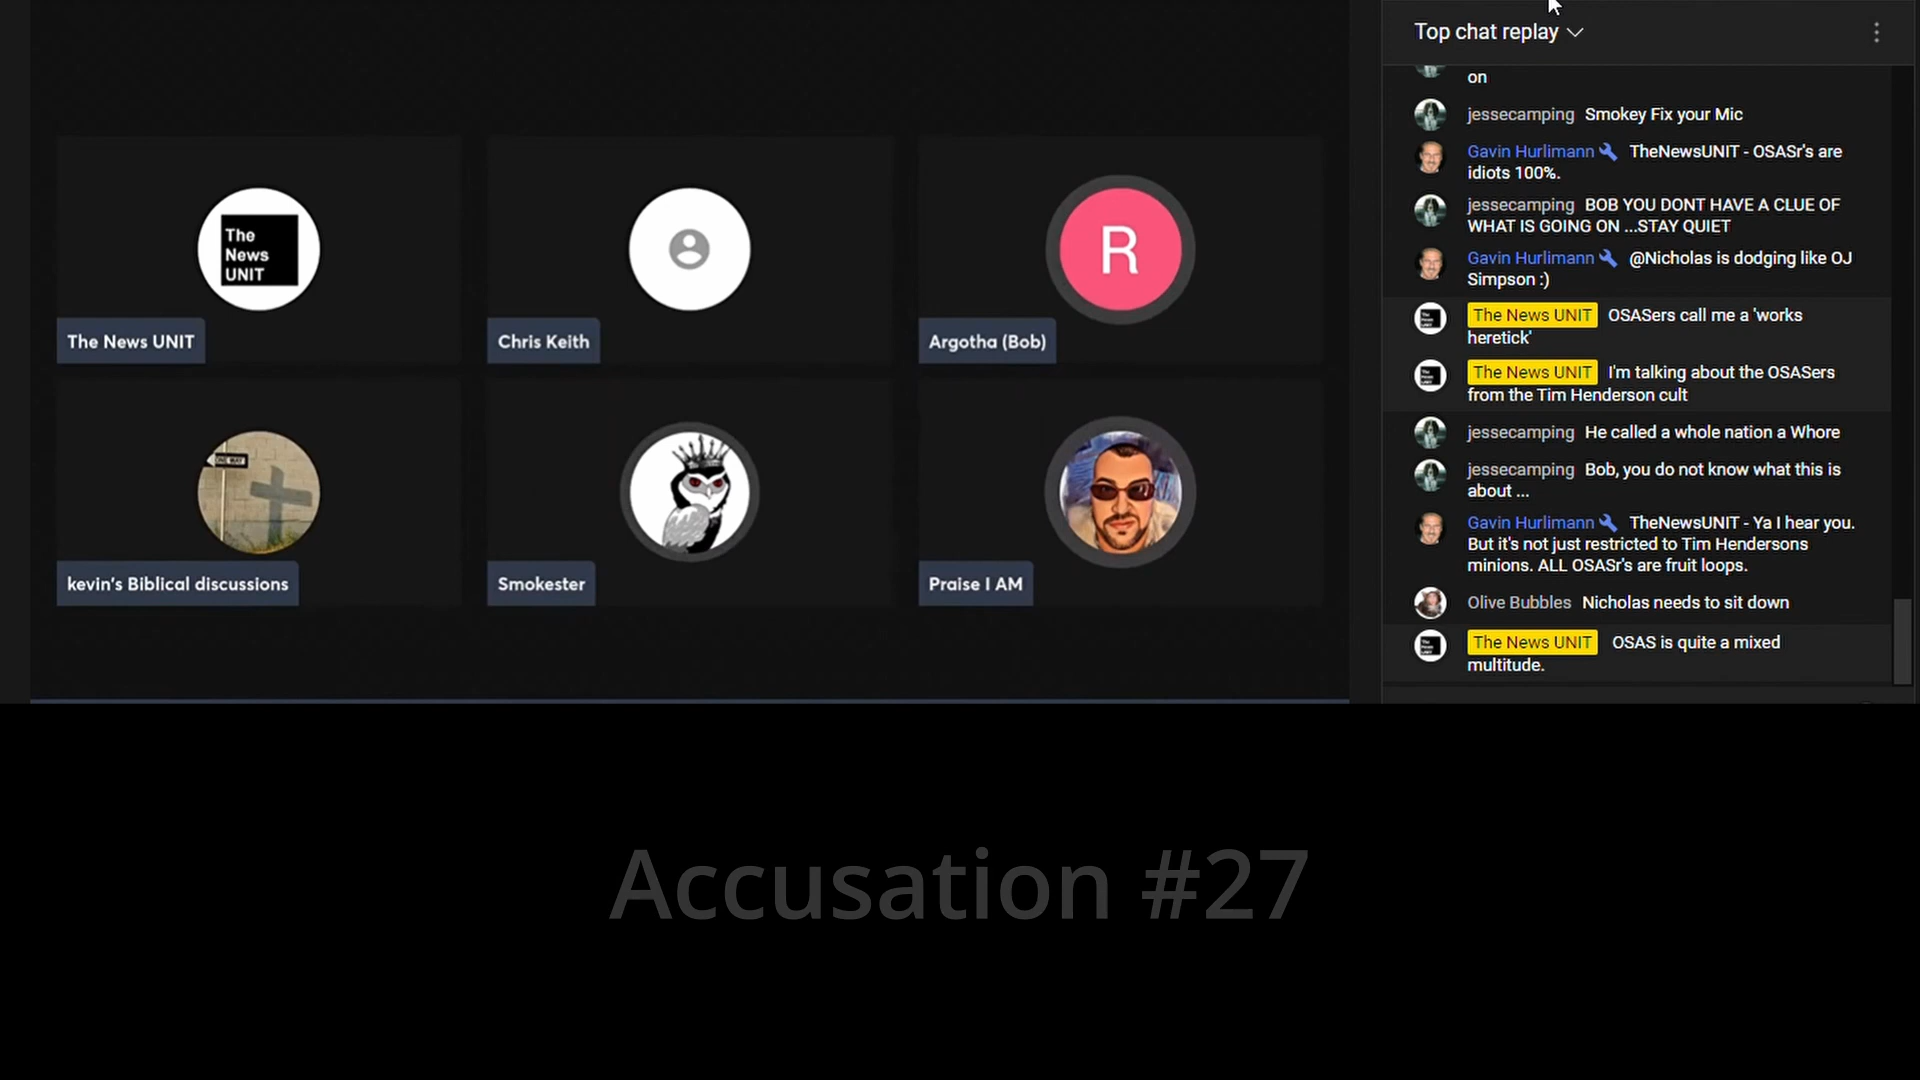 The
News
UNIT
The News UNIT
Chris Keith
R
Argotha (Bob)
ONE WAY
kevin's Biblical discussions
Smokester
Praise I AM
Top chat replay
on
jessecamping Smokey Fix your Mic
Gavin Hurlimann TheNewsUNIT - OSASr's are
idiots 100%.
jessecamping BOB YOU DONT HAVE A CLUE OF
WHAT IS GOING ON ...STAY QUIET
Gavin Hurlimann @Nicholas is dodging like OJ
Simpson :)
The News UNIT OSASers call me a 'works
heretick'
The News UNIT I'm talking about the OSASers
from the Tim Henderson cult
jessecamping He called a whole nation a Whore
jessecamping Bob, you do not know what this is
about ...
Gavin Hurlimann TheNewsUNIT - Ya I hear you.
But it's not just restricted to Tim Hendersons
minions. ALL OSASr's are fruit loops.
Olive Bubbles Nicholas needs to sit down
The News UNIT OSAS is quite a mixed
multitude.
Accusation #27